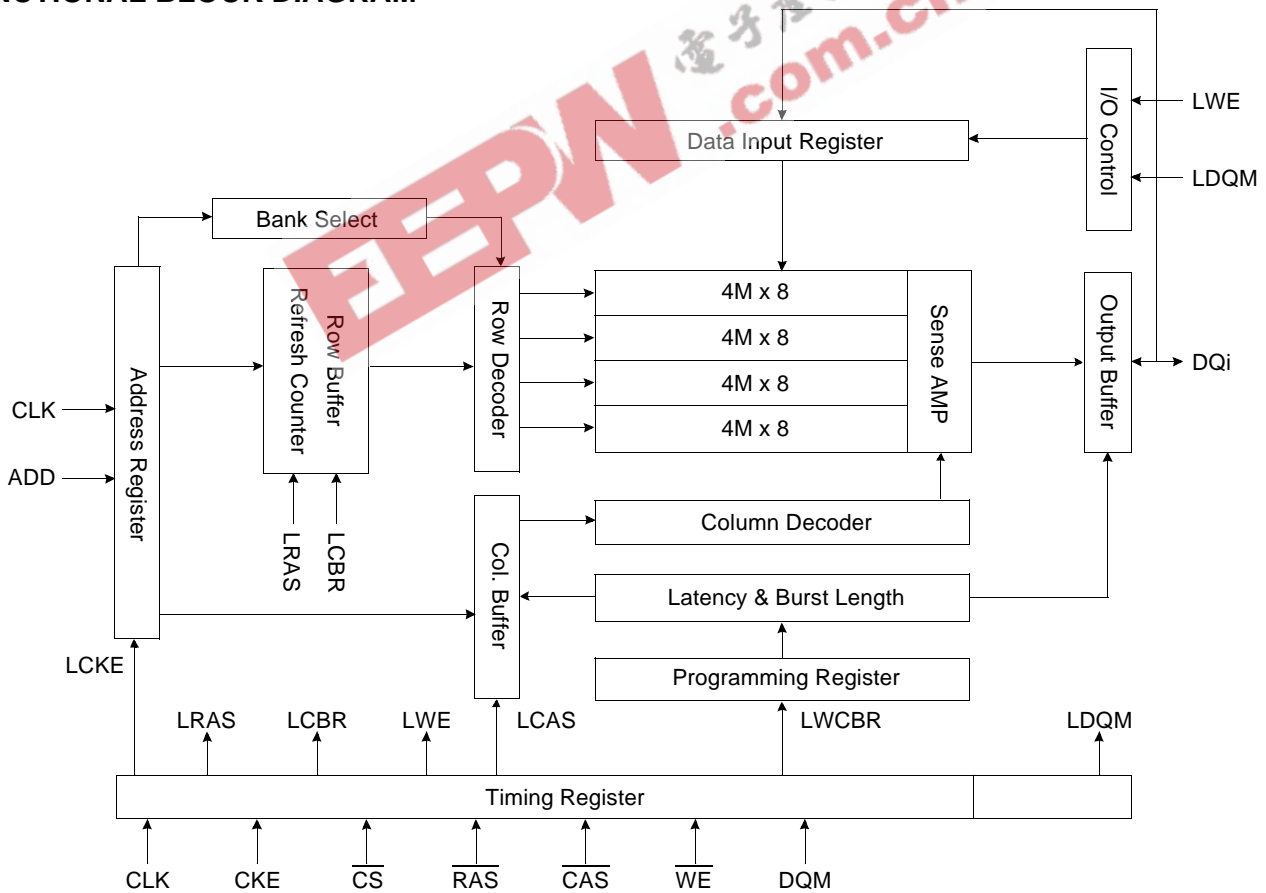 FUNCTIONAL BLOCK DIAGRAM
電子產
EEPW
.com.cn
I/O Control
LWE
LDQM
Data Input Register
Bank Select
Address Register
Refresh Counter
Row Buffer
Row Decoder
4M x 8
4M x 8
4M x 8
4M x 8
Sense AMP
Output Buffer
DQi
CLK
ADD
LRAS
LCBR
Col. Buffer
Column Decoder
Latency & Burst Length
Programming Register
LCKE
LRAS
LCBR
LWE
LCAS
LWCBR
LDQM
Timing Register
CLK
CKE
CS
RAS
CAS
WE
DQM